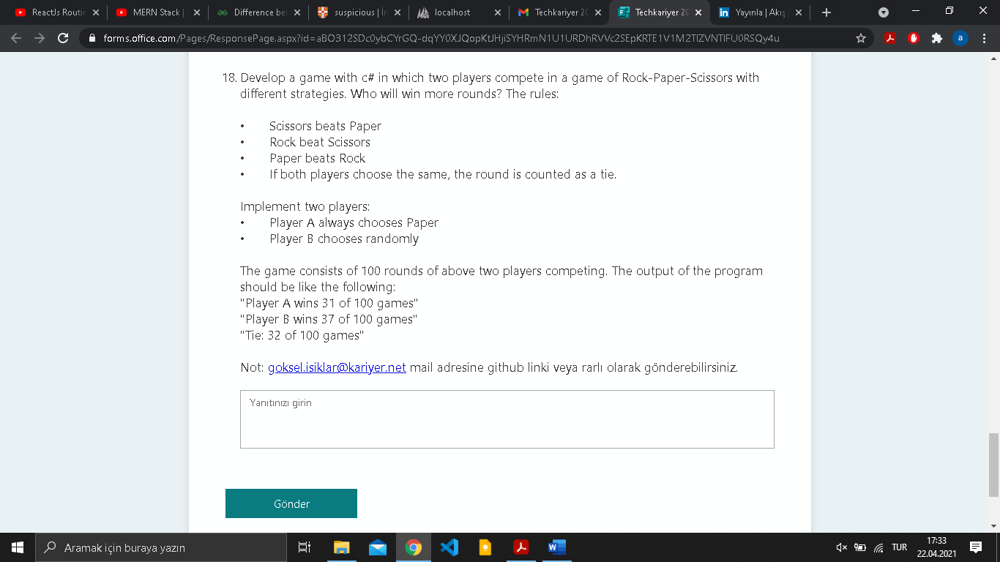 ReactJs Routin
MERN Stack |
Difference be
suspicious | İn
localhost
Techkariyer 20
Techkariyer 20
Yayınla | Akış
forms.office.com/Pages/ResponsePage.aspx?id=aBO312SDc0ybCYrGQ-dqYY0XJQopKtJHjiSYHRmN1U1URDhRVVc2SEpKRTE1V1M2TlZVNTlFU0RSQy4u
a
18. Develop a game with c# in which two players compete in a game of Rock-Paper-Scissors with
different strategies. Who will win more rounds? The rules:
• Scissors beats Paper
• Rock beat Scissors
• Paper beats Rock
• If both players choose the same, the round is counted as a tie.
Implement two players:
• Player A always chooses Paper
• Player B chooses randomly
The game consists of 100 rounds of above two players competing. The output of the program
should be like the following:
"Player A wins 31 of 100 games"
"Player B wins 37 of 100 games"
"Tie: 32 of 100 games"
Not: goksel.isiklar@kariyer.net mail adresine github linki veya rarlı olarak gönderebilirsiniz.
Yanıtınızı girin
Gönder
Aramak için buraya yazın
TUR
17:33
22.04.2021